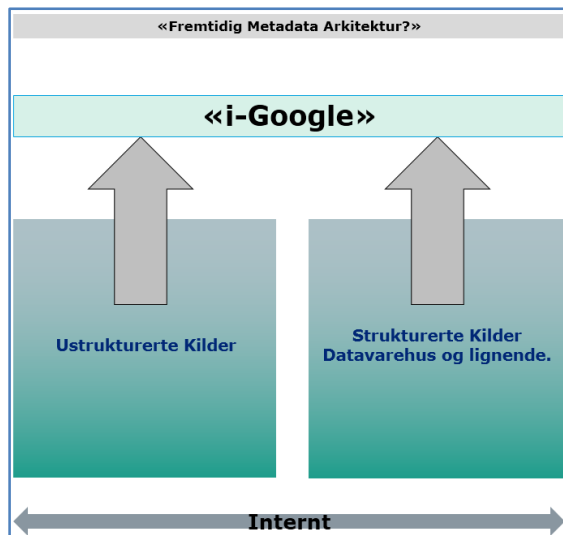 «Fremtidig Metadata Arkitektur?»
«i-Google»
Ustrukturerte Kilder
Strukturerte Kilder
Datavarehus og lignende.
Internt